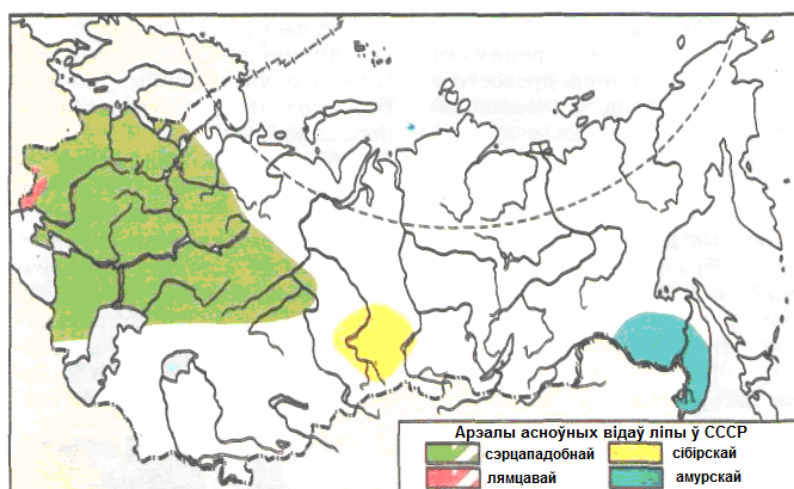 Арэалы асноўных відаў ліпы ў СССР
сэрцападобнай
сібірскай
лямцавай
амурскай